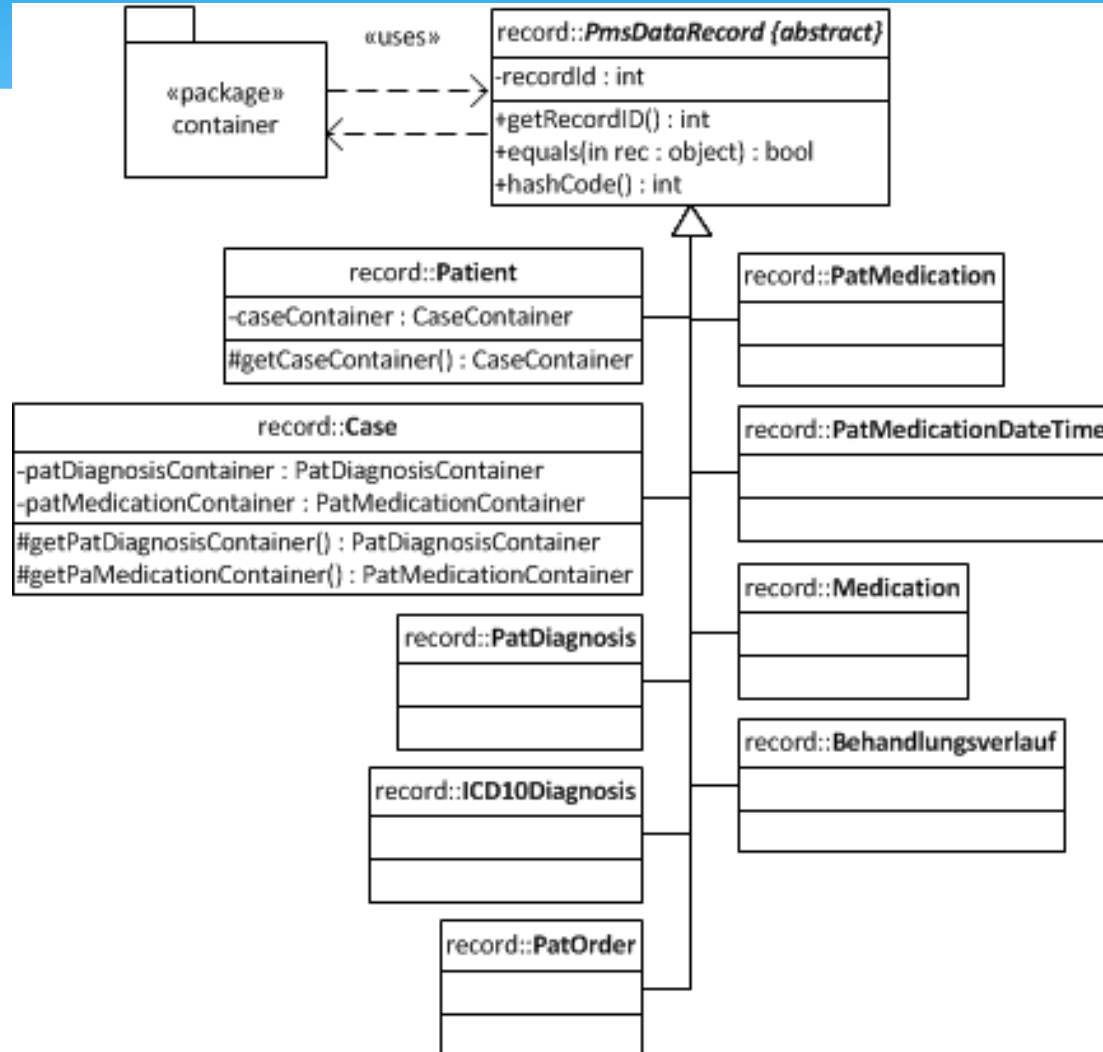 «uses»
«package»
container
record::PmsDataRecord {abstract}
-recordId : int
+getRecordID() : int
+equals(in rec : object) : bool
+hashCode() : int
record::Patient
-caseContainer : CaseContainer
#getCaseContainer() : CaseContainer
record::PatMedication
record::Case
-patDiagnosisContainer : PatDiagnosisContainer
-patMedicationContainer : PatMedicationContainer
#getPatDiagnosisContainer() : PatDiagnosisContainer
#getPaMedicationContainer() : PatMedicationContainer
record::PatMedicationDateTime
record::Medication
record::PatDiagnosis
record::Behandlungsverlauf
record::ICD10Diagnosis
record::PatOrder